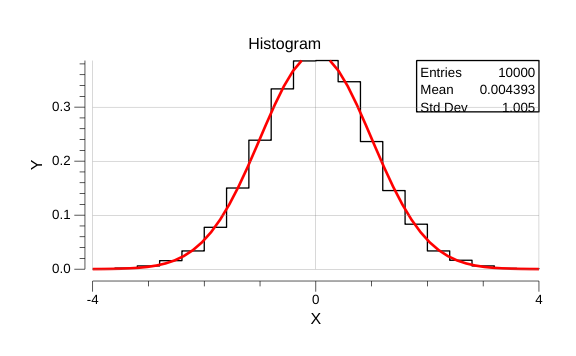 Histogram
Entries 10000
Mean 0.004393
Std Dev 1.005
Y
0.3
0.2
0.1
0.0
-4 0 4
X